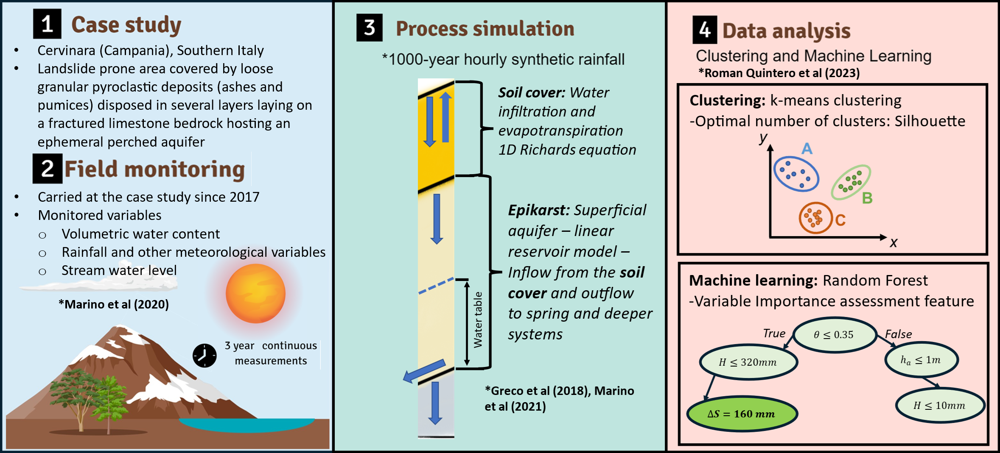 1 Case study
• Cervinara (Campania), Southern Italy
• Landslide prone area covered by loose
granular pyroclastic deposits (ashes and
pumices) disposed in several layers laying on
a fractured limestone bedrock hosting an
ephemeral perched aquifer
2 Field monitoring
• Carried at the case study since 2017
• Monitored variables
o Volumetric water content
o Rainfall and other meteorological variables
o Stream water level
*Marino et al (2020)
3 year continuous
measurements
3 Process simulation
*1000-year hourly synthetic rainfall
Soil cover: Water
infiltration and
evapotranspiration
1D Richards equation
Epikarst: Superficial
aquifer – linear
reservoir model –
Inflow from the soil
cover and outflow
to spring and deeper
systems
Water table
*Greco et al (2018), Marino
et al (2021)
4 Data analysis
Clustering and Machine Learning
*Roman Quintero et al (2023)
Clustering: k-means clustering
-Optimal number of clusters: Silhouette
y
A
B
C
x
Machine learning: Random Forest
-Variable Importance assessment feature
True
θ ≤ 0.35
False
H ≤ 320mm
hₐ ≤ 1m
ΔS = 160 mm
H ≤ 10mm